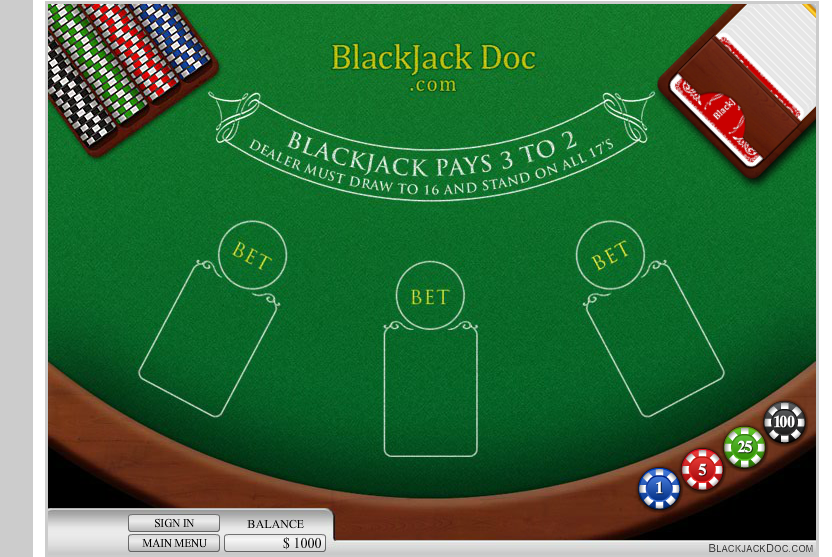 BlackJack Doc
.com
Black
BLACKJACK PAYS 3 TO 2
DEALER MUST DRAW TO 16 AND STAND ON ALL 17'S
BET
BET
BET
100
25
5
1
SIGN IN
BALANCE
MAIN MENU
$ 1000
BLACKJACKDOC.COM